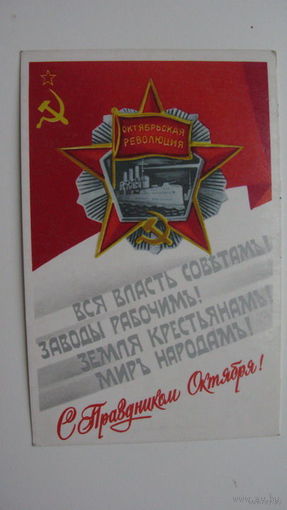 ОКТЯБРЬСКАЯ
РЕВОЛЮЦИЯ
ВСЯ ВЛАСТЬ СОВѢТАМЪ!
ЗАВОДЫ РАБОЧИМЪ!
ЗЕМЛЯ КРЕСТЬЯНАМЪ!
МИРЪ НАРОДАМЪ!
С Праздником Октября!